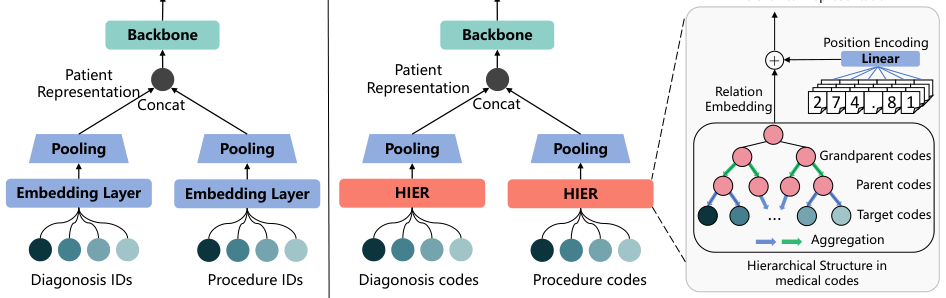 Backbone
Patient
Representation
Concat
Pooling
Pooling
Embedding Layer
Embedding Layer
Diagonosis IDs
Procedure IDs
Backbone
Patient
Representation
Concat
Pooling
Pooling
HIER
HIER
Diagonosis codes
Procedure codes
Position Encoding
Linear
Relation
Embedding
2 7 4 . 8 1
Grandparent codes
Parent codes
Target codes
...
Aggregation
Hierarchical Structure in
medical codes